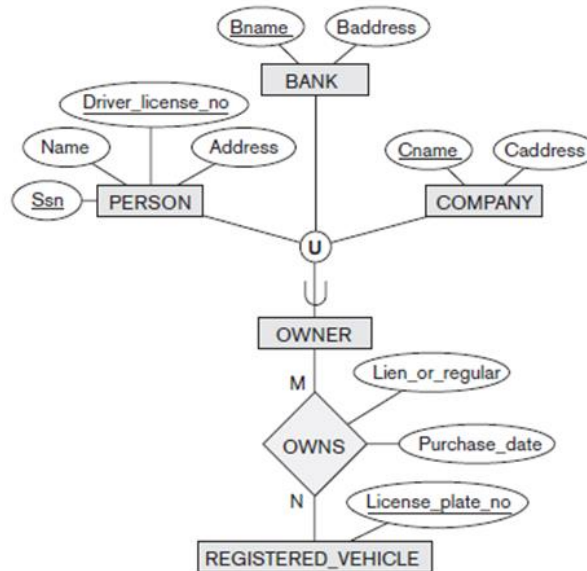 Bname Baddress
BANK
Driver_license_no
Name Address
Cname Caddress
Ssn PERSON COMPANY
U
OWNER
M
Lien_or_regular
OWNS
Purchase_date
N
License_plate_no
REGISTERED_VEHICLE